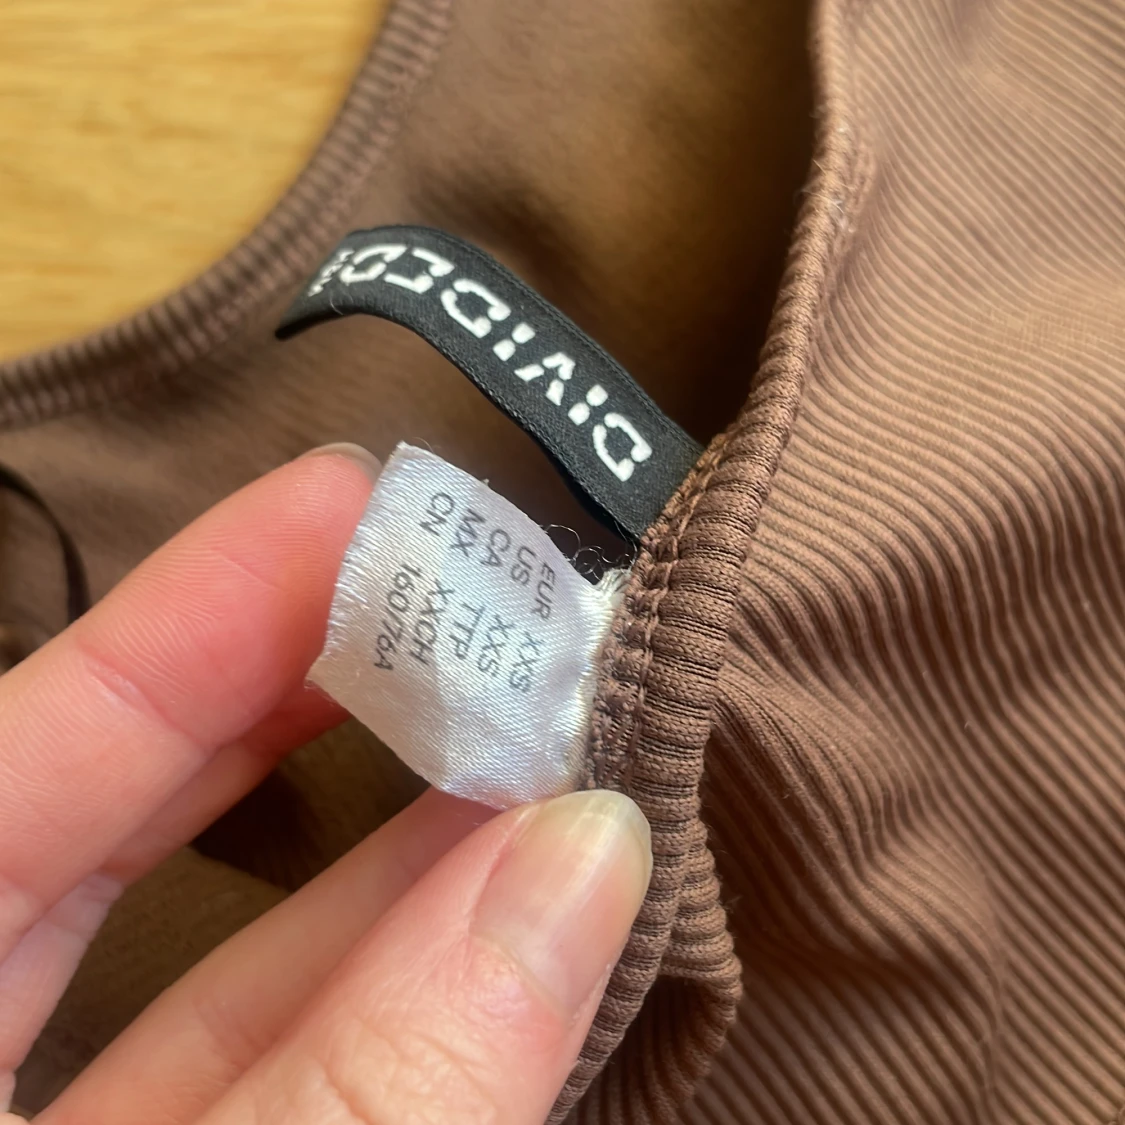 DIVIDED
EUR XXS
US XXS
CA TTP
MX XXCH
CN 160/76A